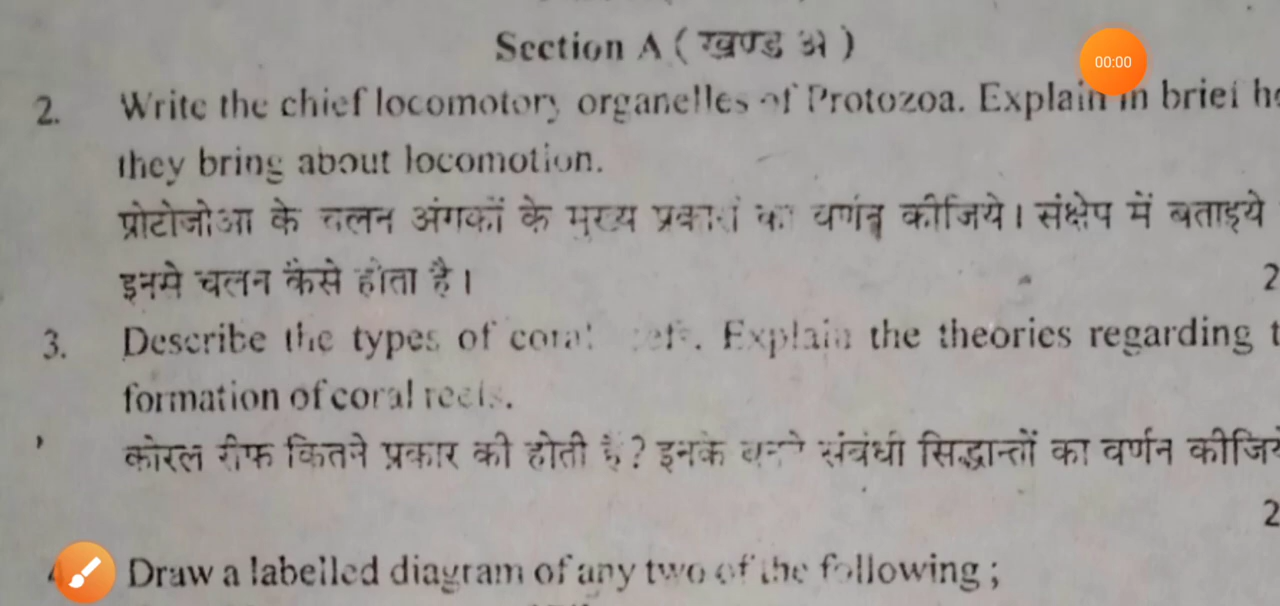 Section A ( खण्ड अ )
00:00
2. Write the chief locomotory organelles of Protozoa. Explain in brief
they bring about locomotion.
प्रोटोजोआ के चलन अंगकों के मुख्य प्रकारों का वर्णन कीजिये। संक्षेप में बताइये
इनमे चलन कैसे होता है।
2
3. Describe the types of coral reefs. Explain the theories regarding
formation of coral reefs.
कोरल रीफ कितने प्रकार की होती है? इनके बनने संबंधी सिद्धान्तों का वर्णन
2
Draw a labelled diagram of any two of the following;